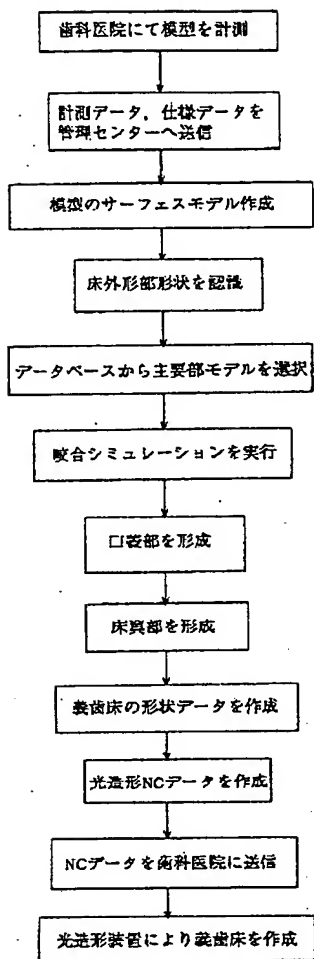 歯科医院にて模型を計測
計測データ，仕様データを
管理センターへ送信
模型のサーフェスモデル作成
床外形部形状を認識
データベースから主要部モデルを選択
咬合シミュレーションを実行
口蓋部を形成
床翼部を形成
義歯床の形状データを作成
光造形NCデータを作成
NCデータを歯科医院に送信
光造形装置により義歯床を作成